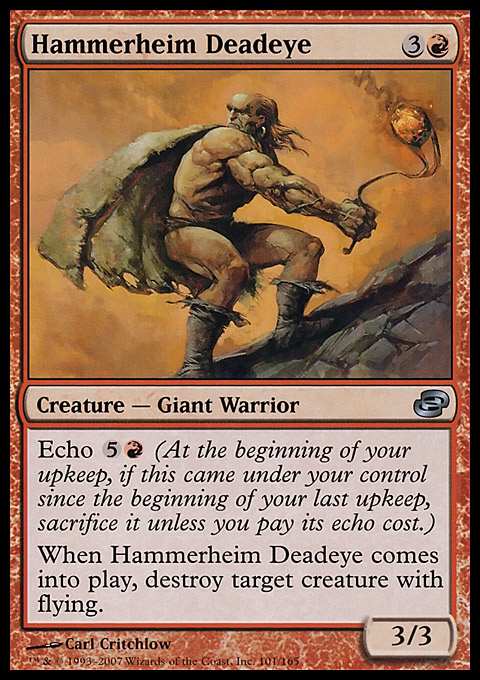 Hammerheim Deadeye 3
Creature — Giant Warrior
Echo 5 (At the beginning of your
upkeep, if this came under your control
since the beginning of your last upkeep,
sacrifice it unless you pay its echo cost.)
When Hammerheim Deadeye comes
into play, destroy target creature with
flying.
Carl Critchlow
3/3
™ & © 1993–2007 Wizards of the Coast, Inc. 101/165